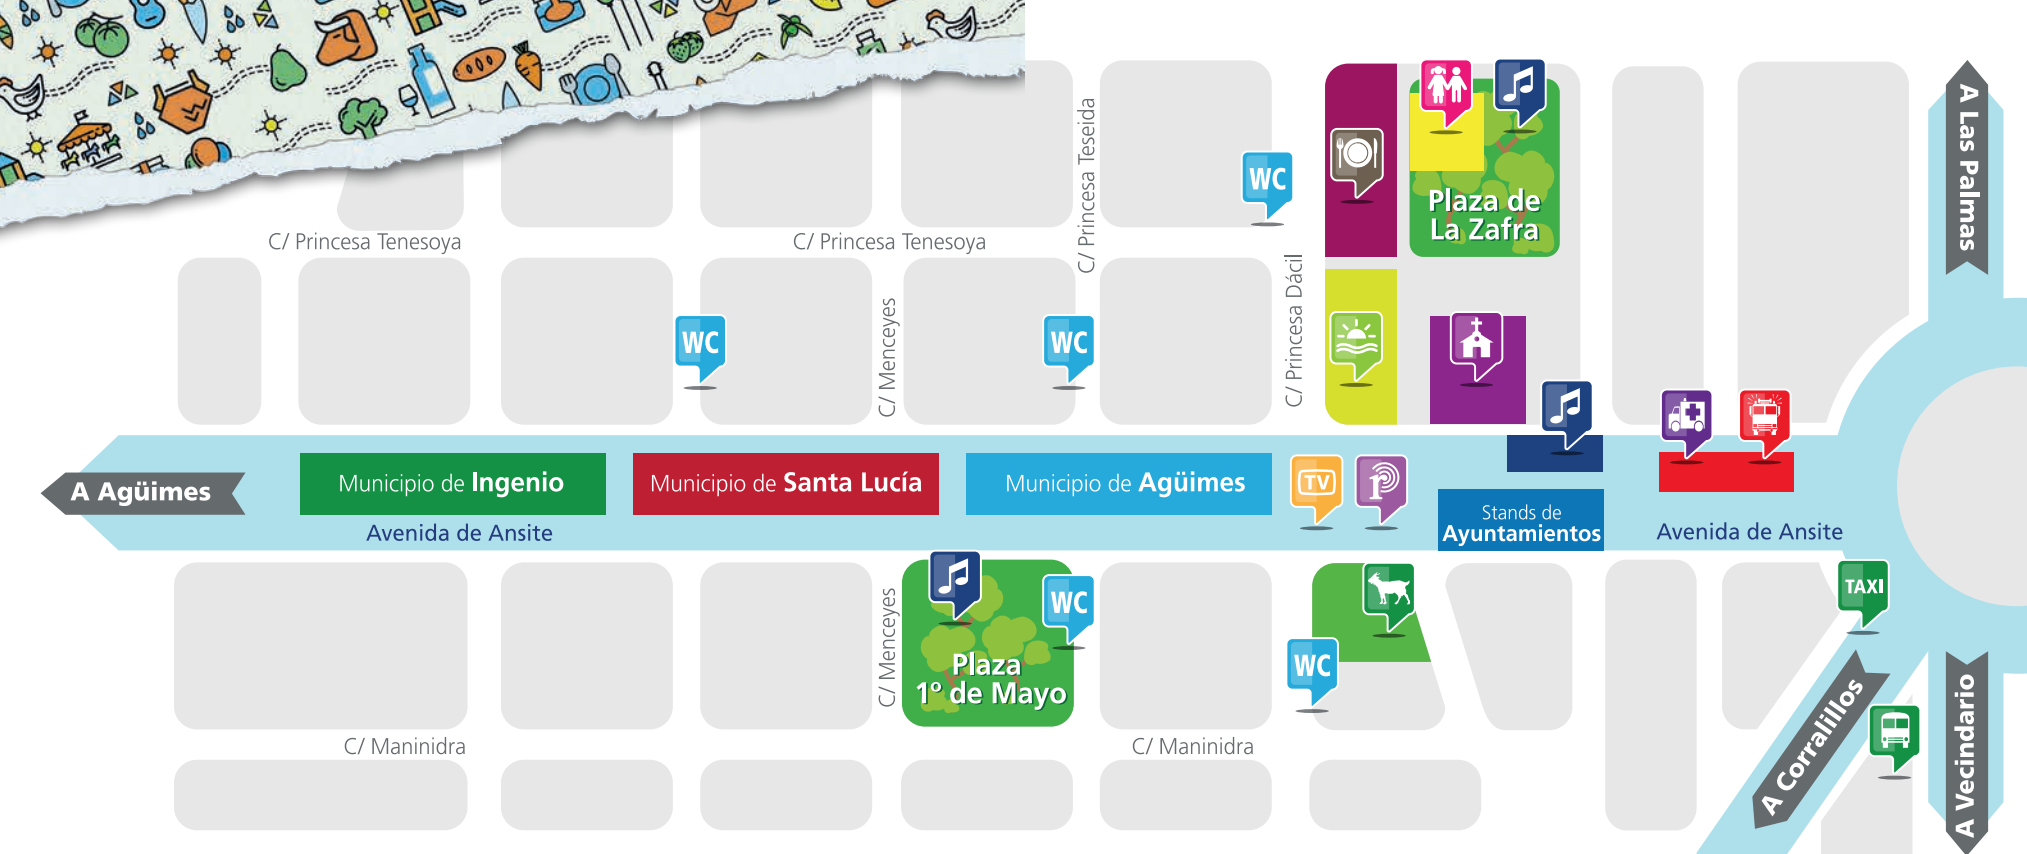 A Las Palmas
C/ Princesa Teseida
WC
Plaza de
La Zafra
C/ Princesa Tenesoya
C/ Princesa Tenesoya
C/ Princesa Dácil
C/ Menceyes
WC
WC
A Agüimes
Municipio de Ingenio
Municipio de Santa Lucía
Municipio de Agüimes
TV
r
Stands de
Ayuntamientos
Avenida de Ansite
Avenida de Ansite
TAXI
C/ Menceyes
WC
Plaza
1º de Mayo
WC
A Corralillos
A Vecindario
C/ Maninidra
C/ Maninidra